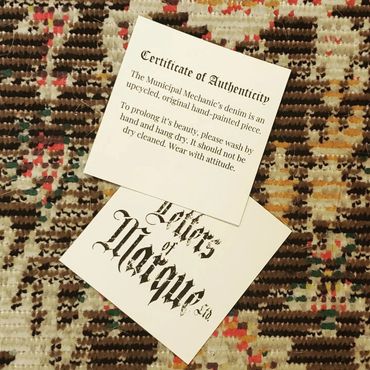 Certificate of Authenticity
The Municipal Mechanic's denim is an
upcycled, original hand-painted piece.
To prolong it's beauty, please wash by
hand and hang dry. It should not be
dry cleaned. Wear with attitude.
Letters
of
Marque
Ltd.